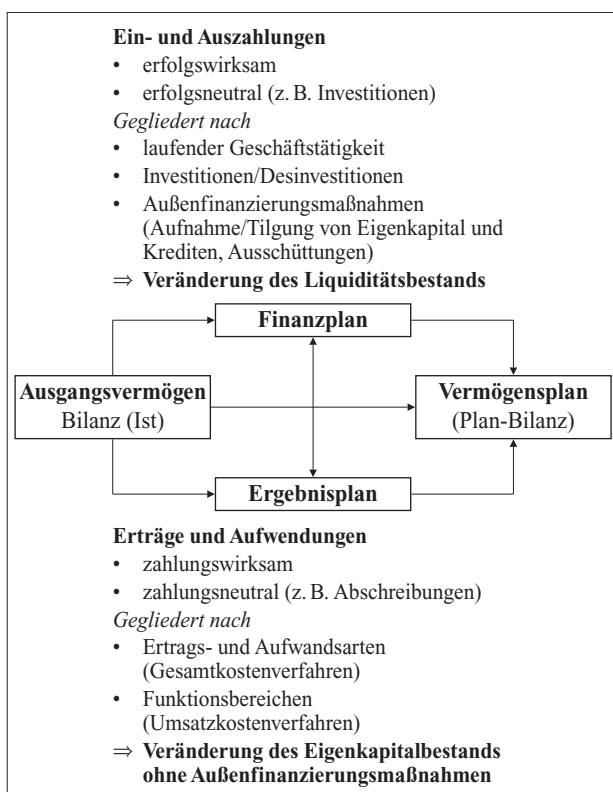 Ein- und Auszahlungen
• erfolgswirksam
• erfolgsneutral (z. B. Investitionen)
Gegliedert nach
• laufender Geschäftstätigkeit
• Investitionen/Desinvestitionen
• Außenfinanzierungsmaßnahmen
(Aufnahme/Tilgung von Eigenkapital und
Krediten, Ausschüttungen)
⇒ Veränderung des Liquiditätsbestands
Finanzplan
Ausgangsvermögen
Bilanz (Ist)
Vermögensplan
(Plan-Bilanz)
Ergebnisplan
Erträge und Aufwendungen
• zahlungswirksam
• zahlungsneutral (z. B. Abschreibungen)
Gegliedert nach
• Ertrags- und Aufwandsarten
(Gesamtkostenverfahren)
• Funktionsbereichen
(Umsatzkostenverfahren)
⇒ Veränderung des Eigenkapitalbestands
ohne Außenfinanzierungsmaßnahmen